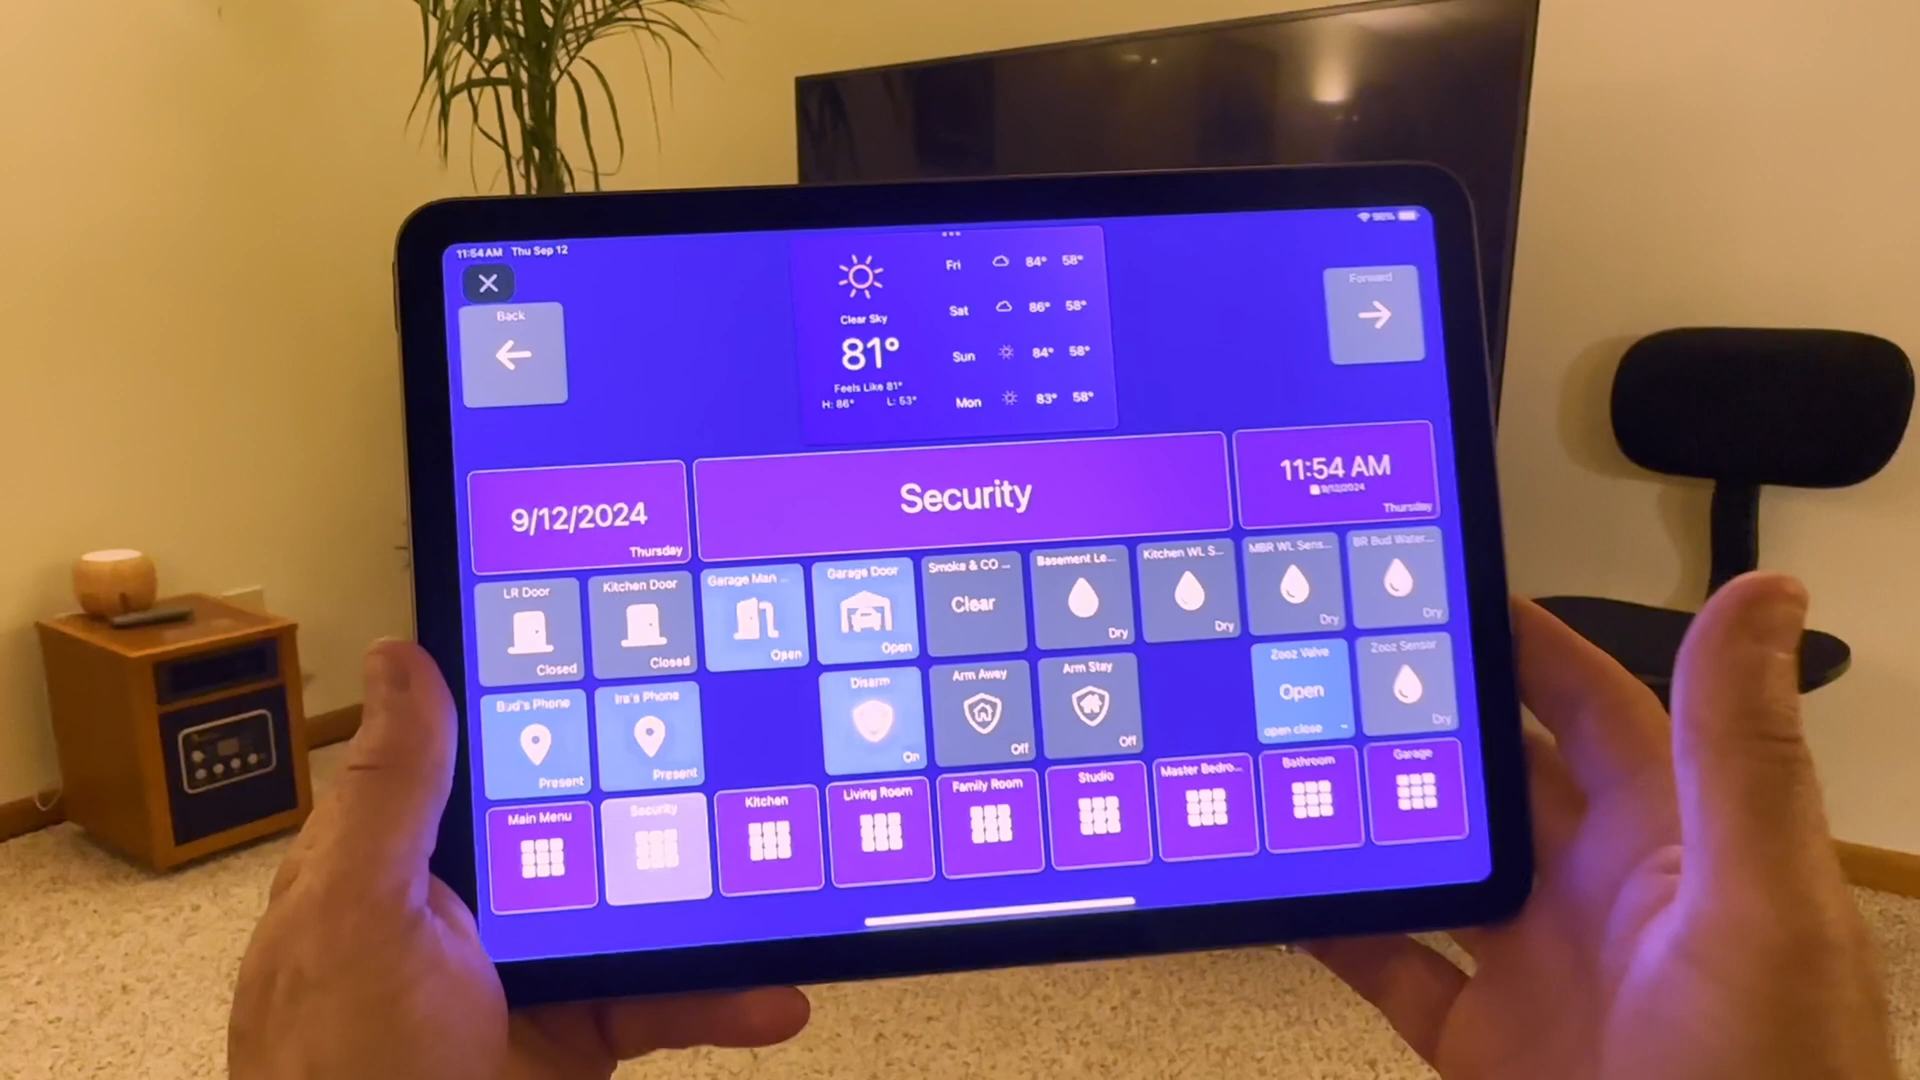 11:54 AM Thu Sep 12
96%
Back
Clear Sky
81°
Feels Like 81°
H: 86° L: 53°
Fri 84° 58°
Sat 86° 58°
Sun 84° 58°
Mon 83° 58°
Forward
9/12/2024
Thursday
Security
11:54 AM
9/12/2024
Thursday
LR Door
Closed
Kitchen Door
Closed
Garage Man ...
Open
Garage Door
Open
Smoke & CO ...
Clear
Basement Le...
Dry
Kitchen WL S...
Dry
MBR WL Sens...
Dry
BR Bud Water...
Dry
Bud's Phone
Present
Ira's Phone
Present
Disarm
On
Arm Away
Off
Arm Stay
Off
Zooz Valve
Open
open close
Zooz Sensor
Dry
Main Menu
Security
Kitchen
Living Room
Family Room
Studio
Master Bedro...
Bathroom
Garage